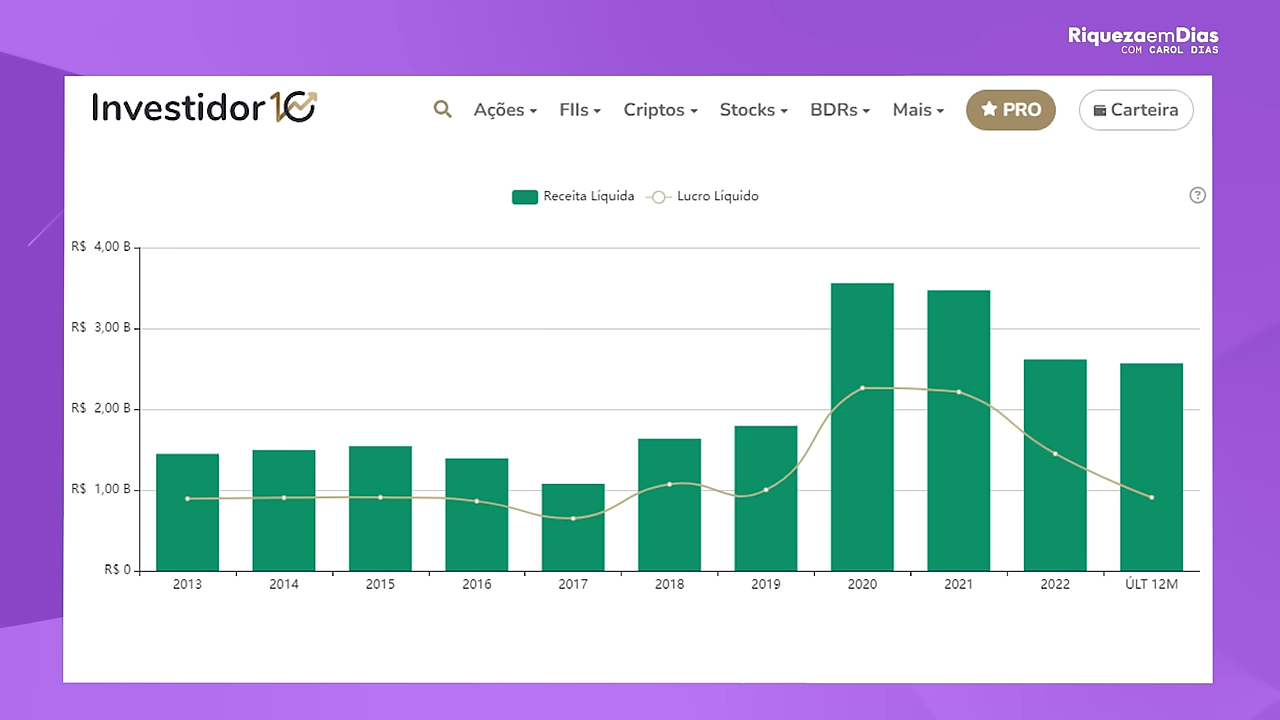 RiquezaemDias
COM CAROL DIAS
Investidor10
Ações FIIs Criptos Stocks BDRs Mais PRO Carteira
Receita Líquida Lucro Líquido ?
R$ 4,00 B
R$ 3,00 B
R$ 2,00 B
R$ 1,00 B
R$ 0
2013 2014 2015 2016 2017 2018 2019 2020 2021 2022 ÚLT 12M